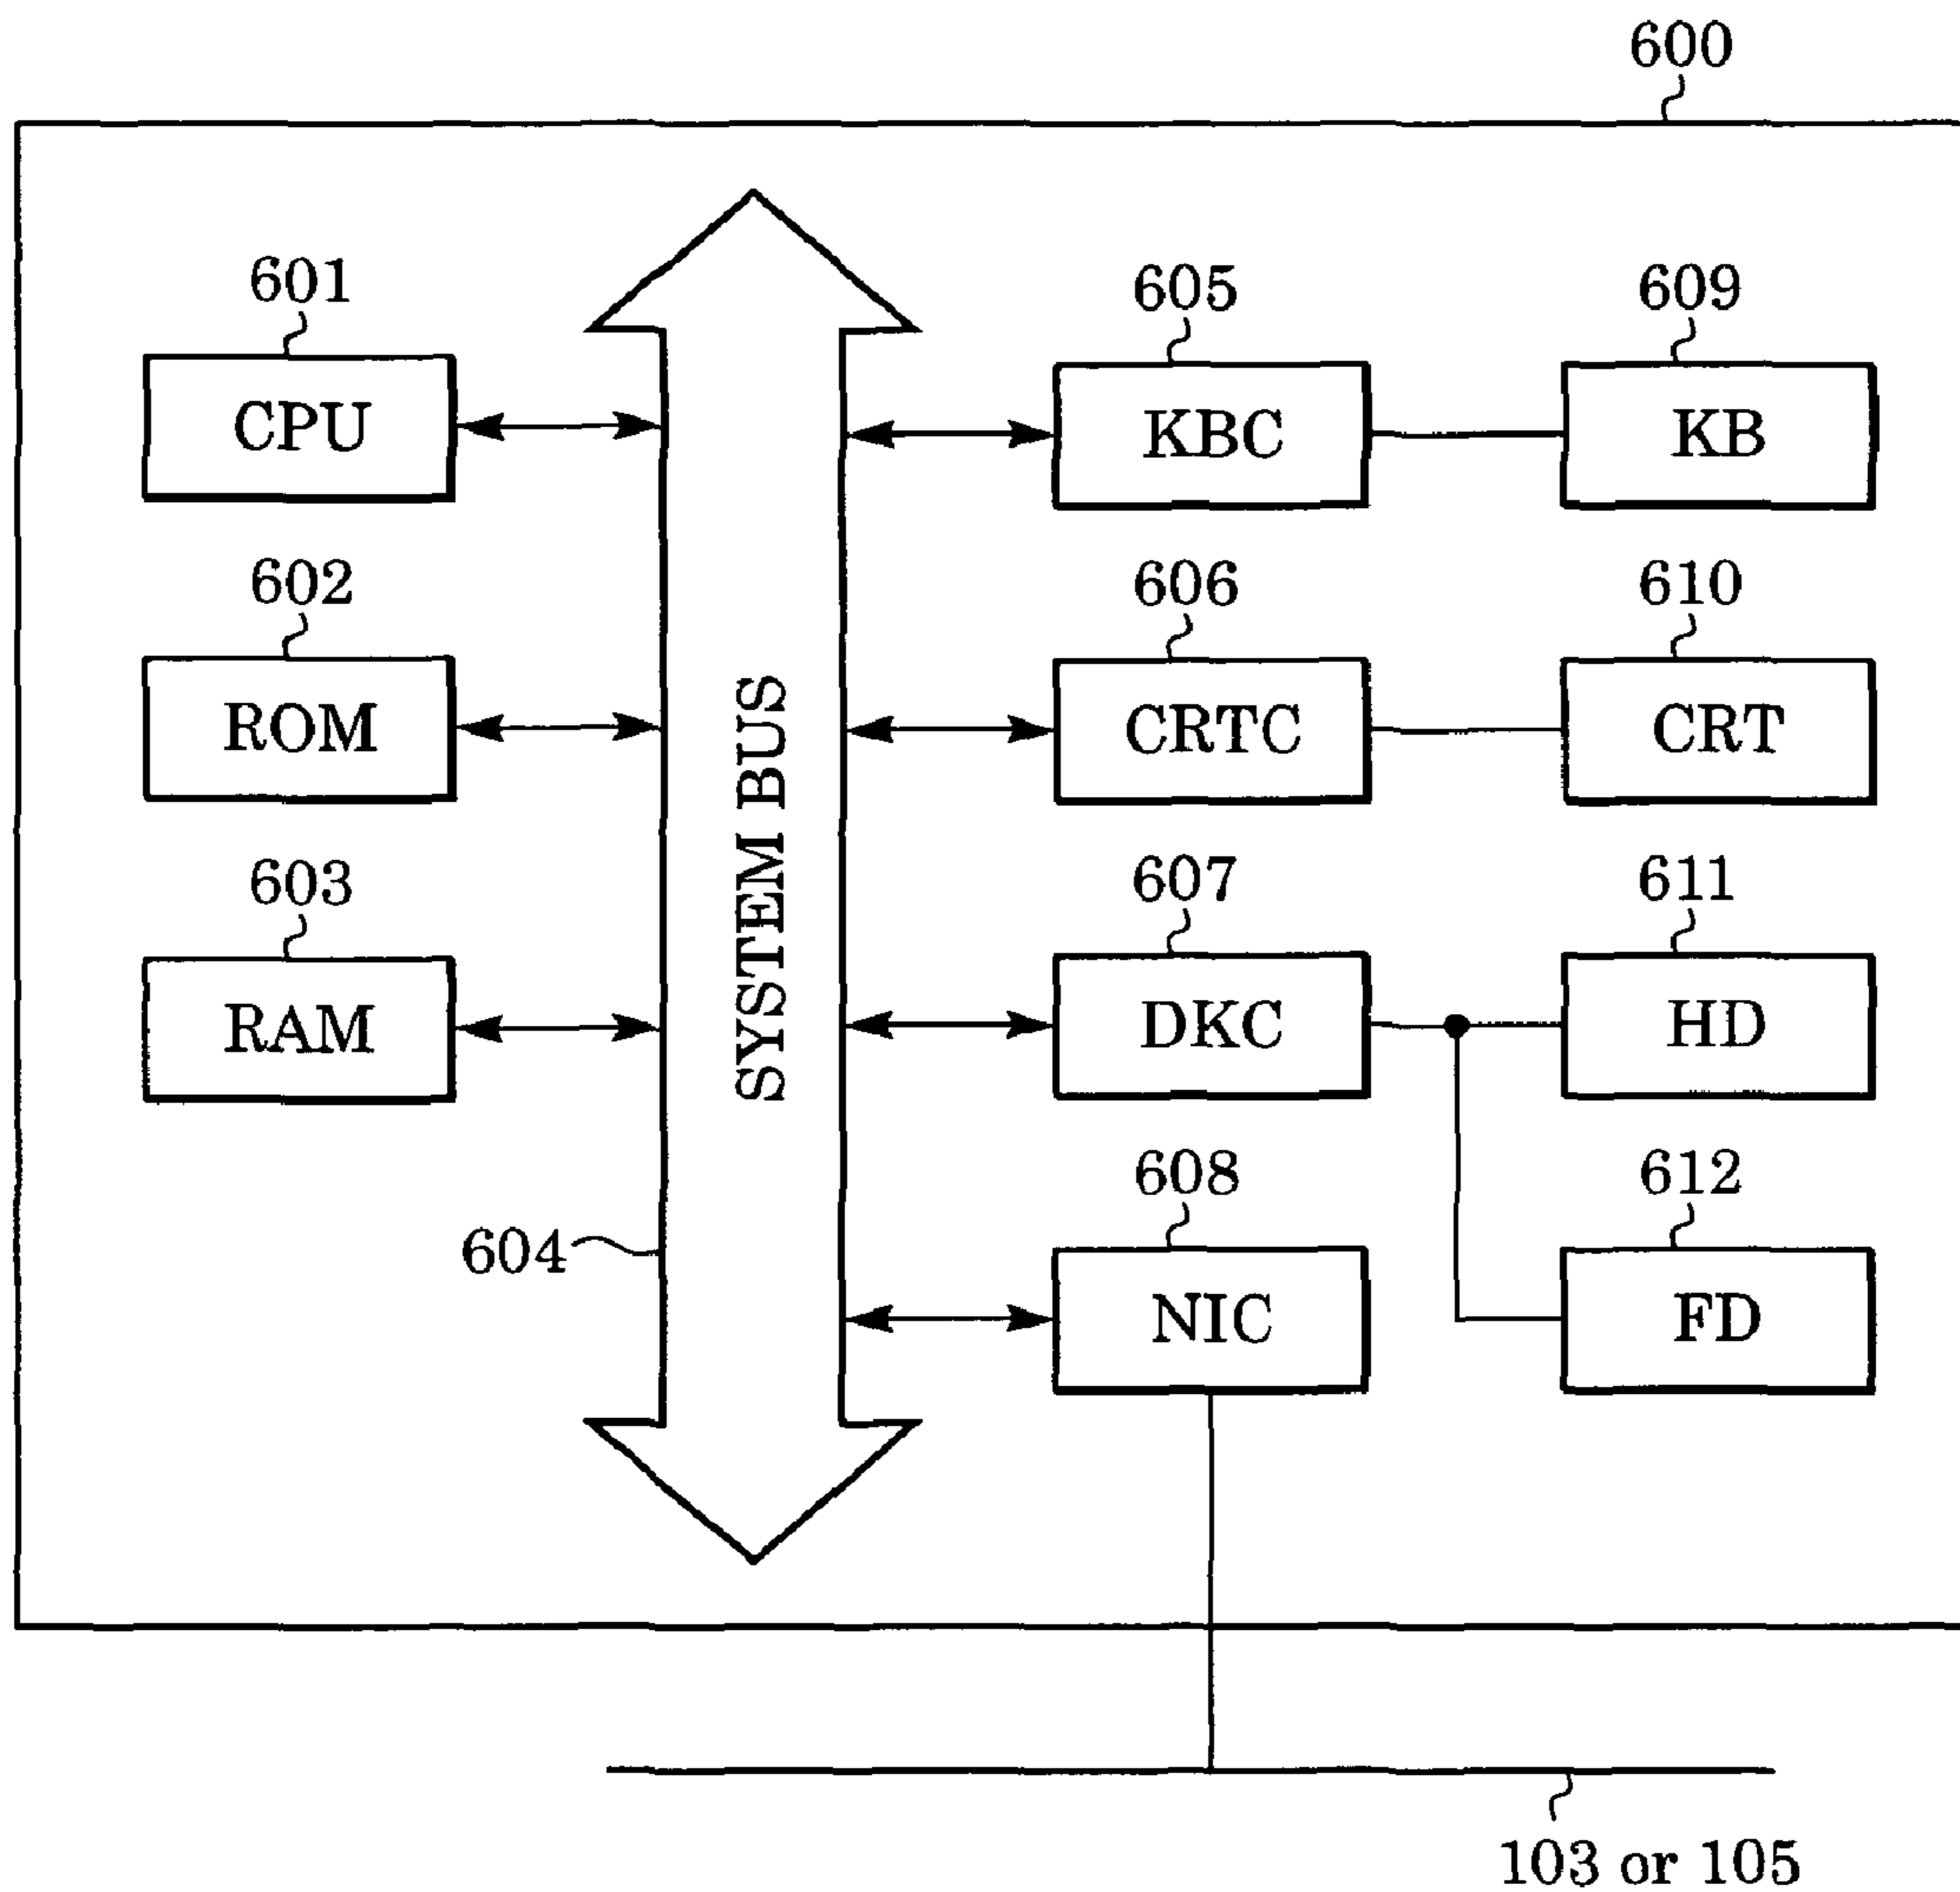 600
601
605
609
CPU
KBC
KB
602
606
610
ROM
CRTC
CRT
603
607
611
RAM
DKC
HD
SYSTEM BUS
608
612
604
NIC
FD
103 or 105